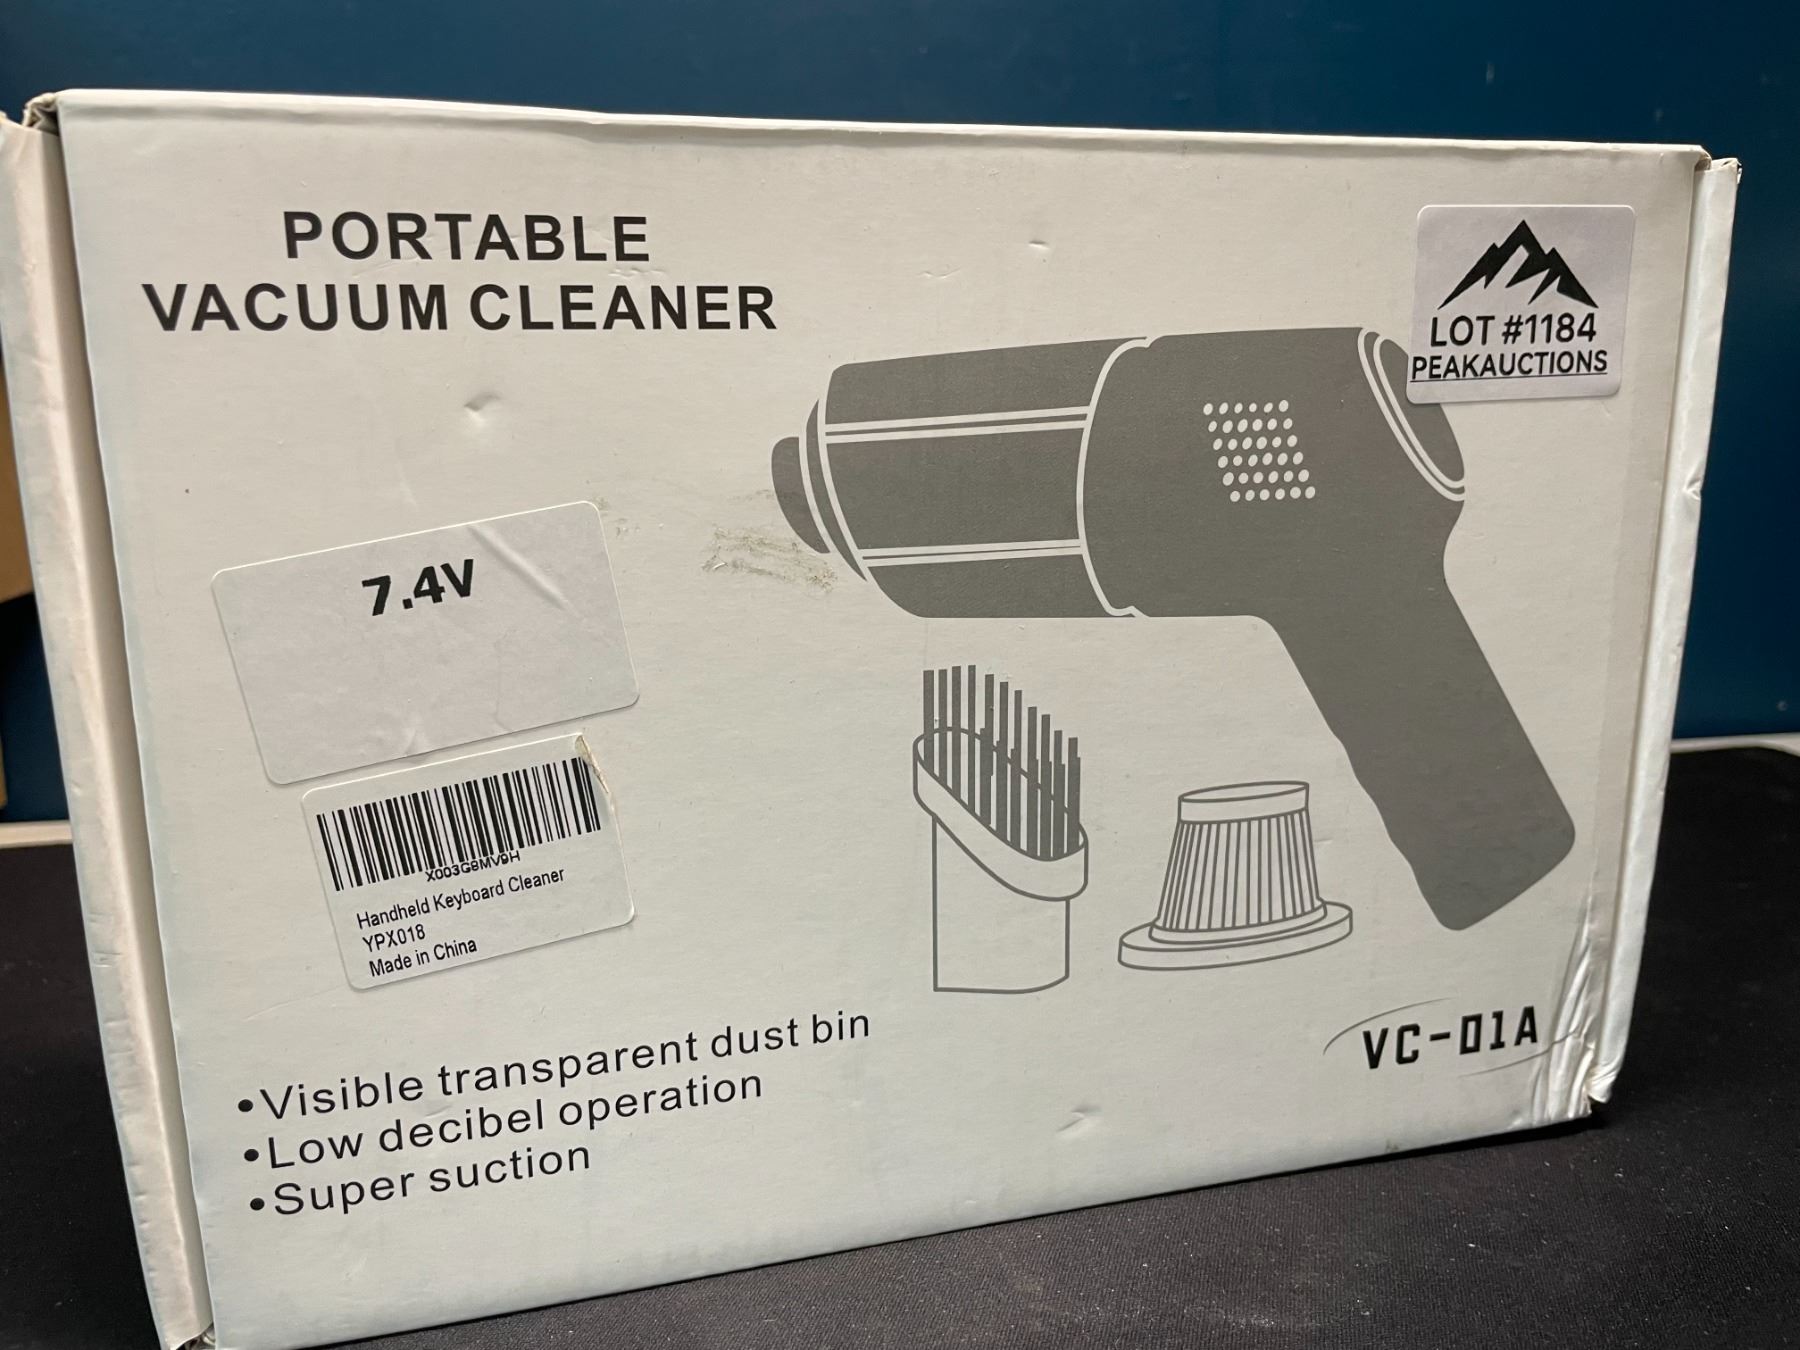 PORTABLE
VACUUM CLEANER
LOT #1184
PEAKAUCTIONS
7.4V
X003G8MV9H
Handheld Keyboard Cleaner
YPX018
Made in China
•Visible transparent dust bin
•Low decibel operation
•Super suction
VC-01A